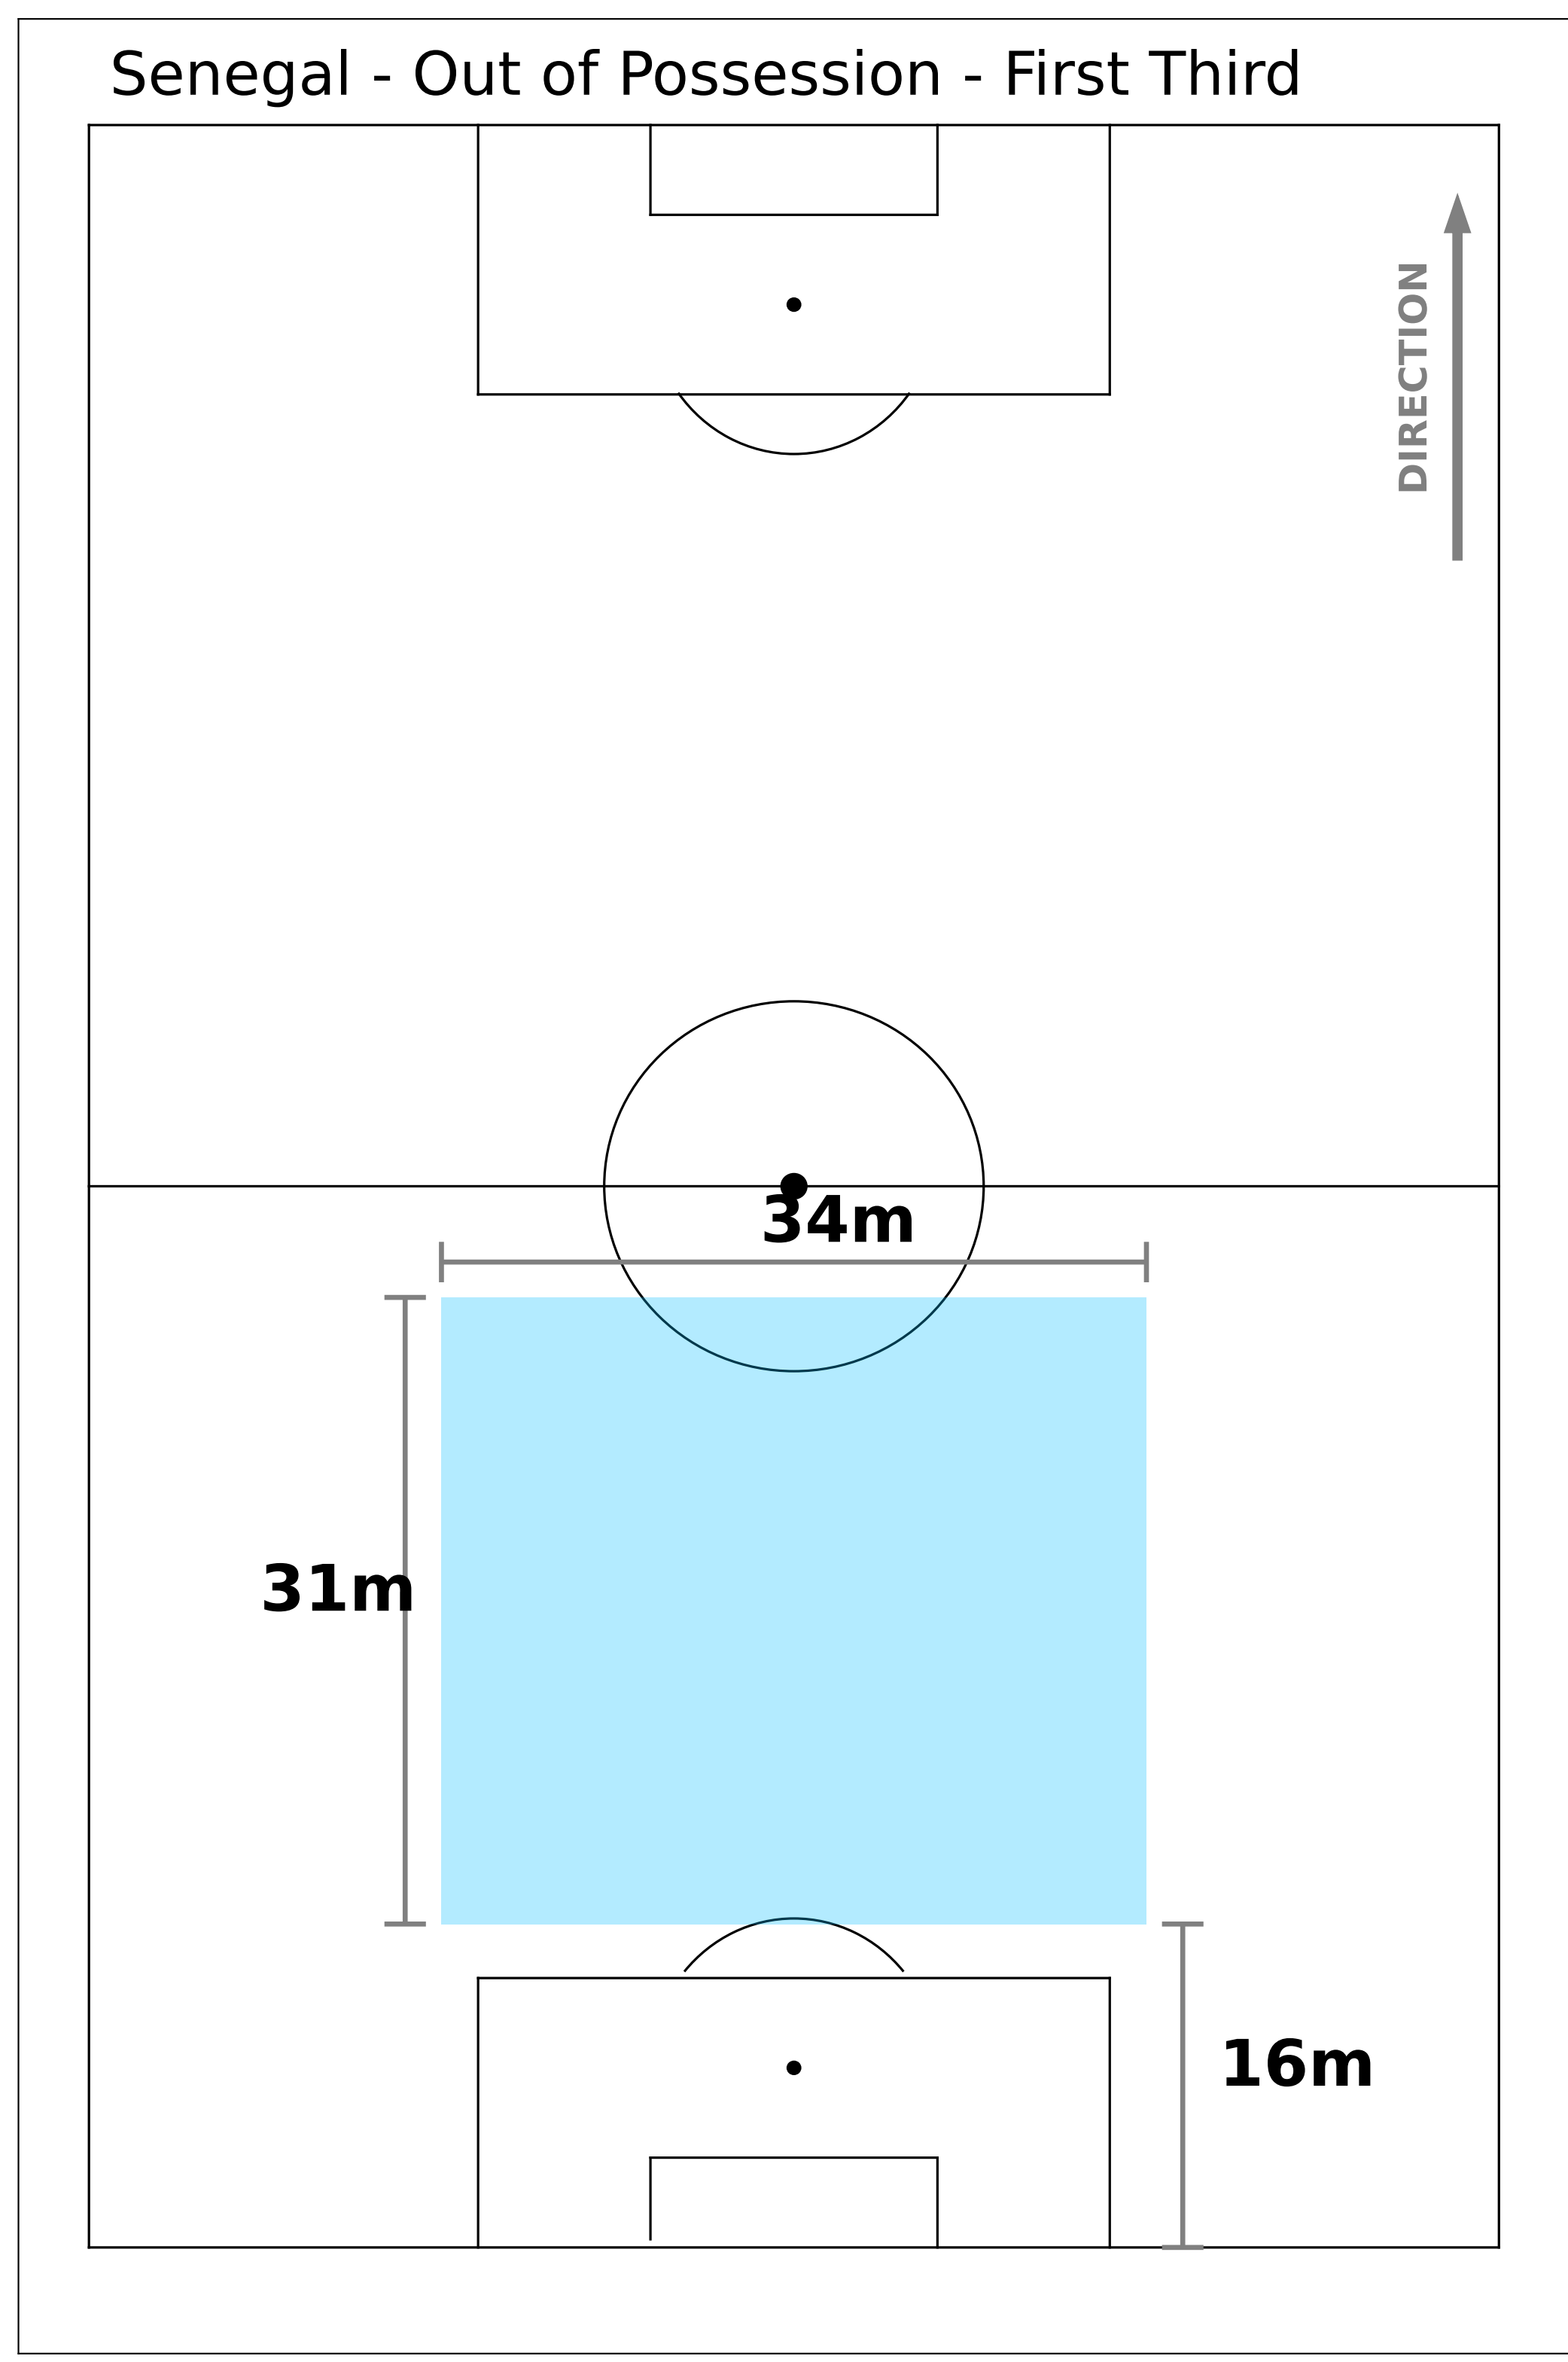 Senegal - Out of Possession - First Third
DIRECTION
34m
31m
16m